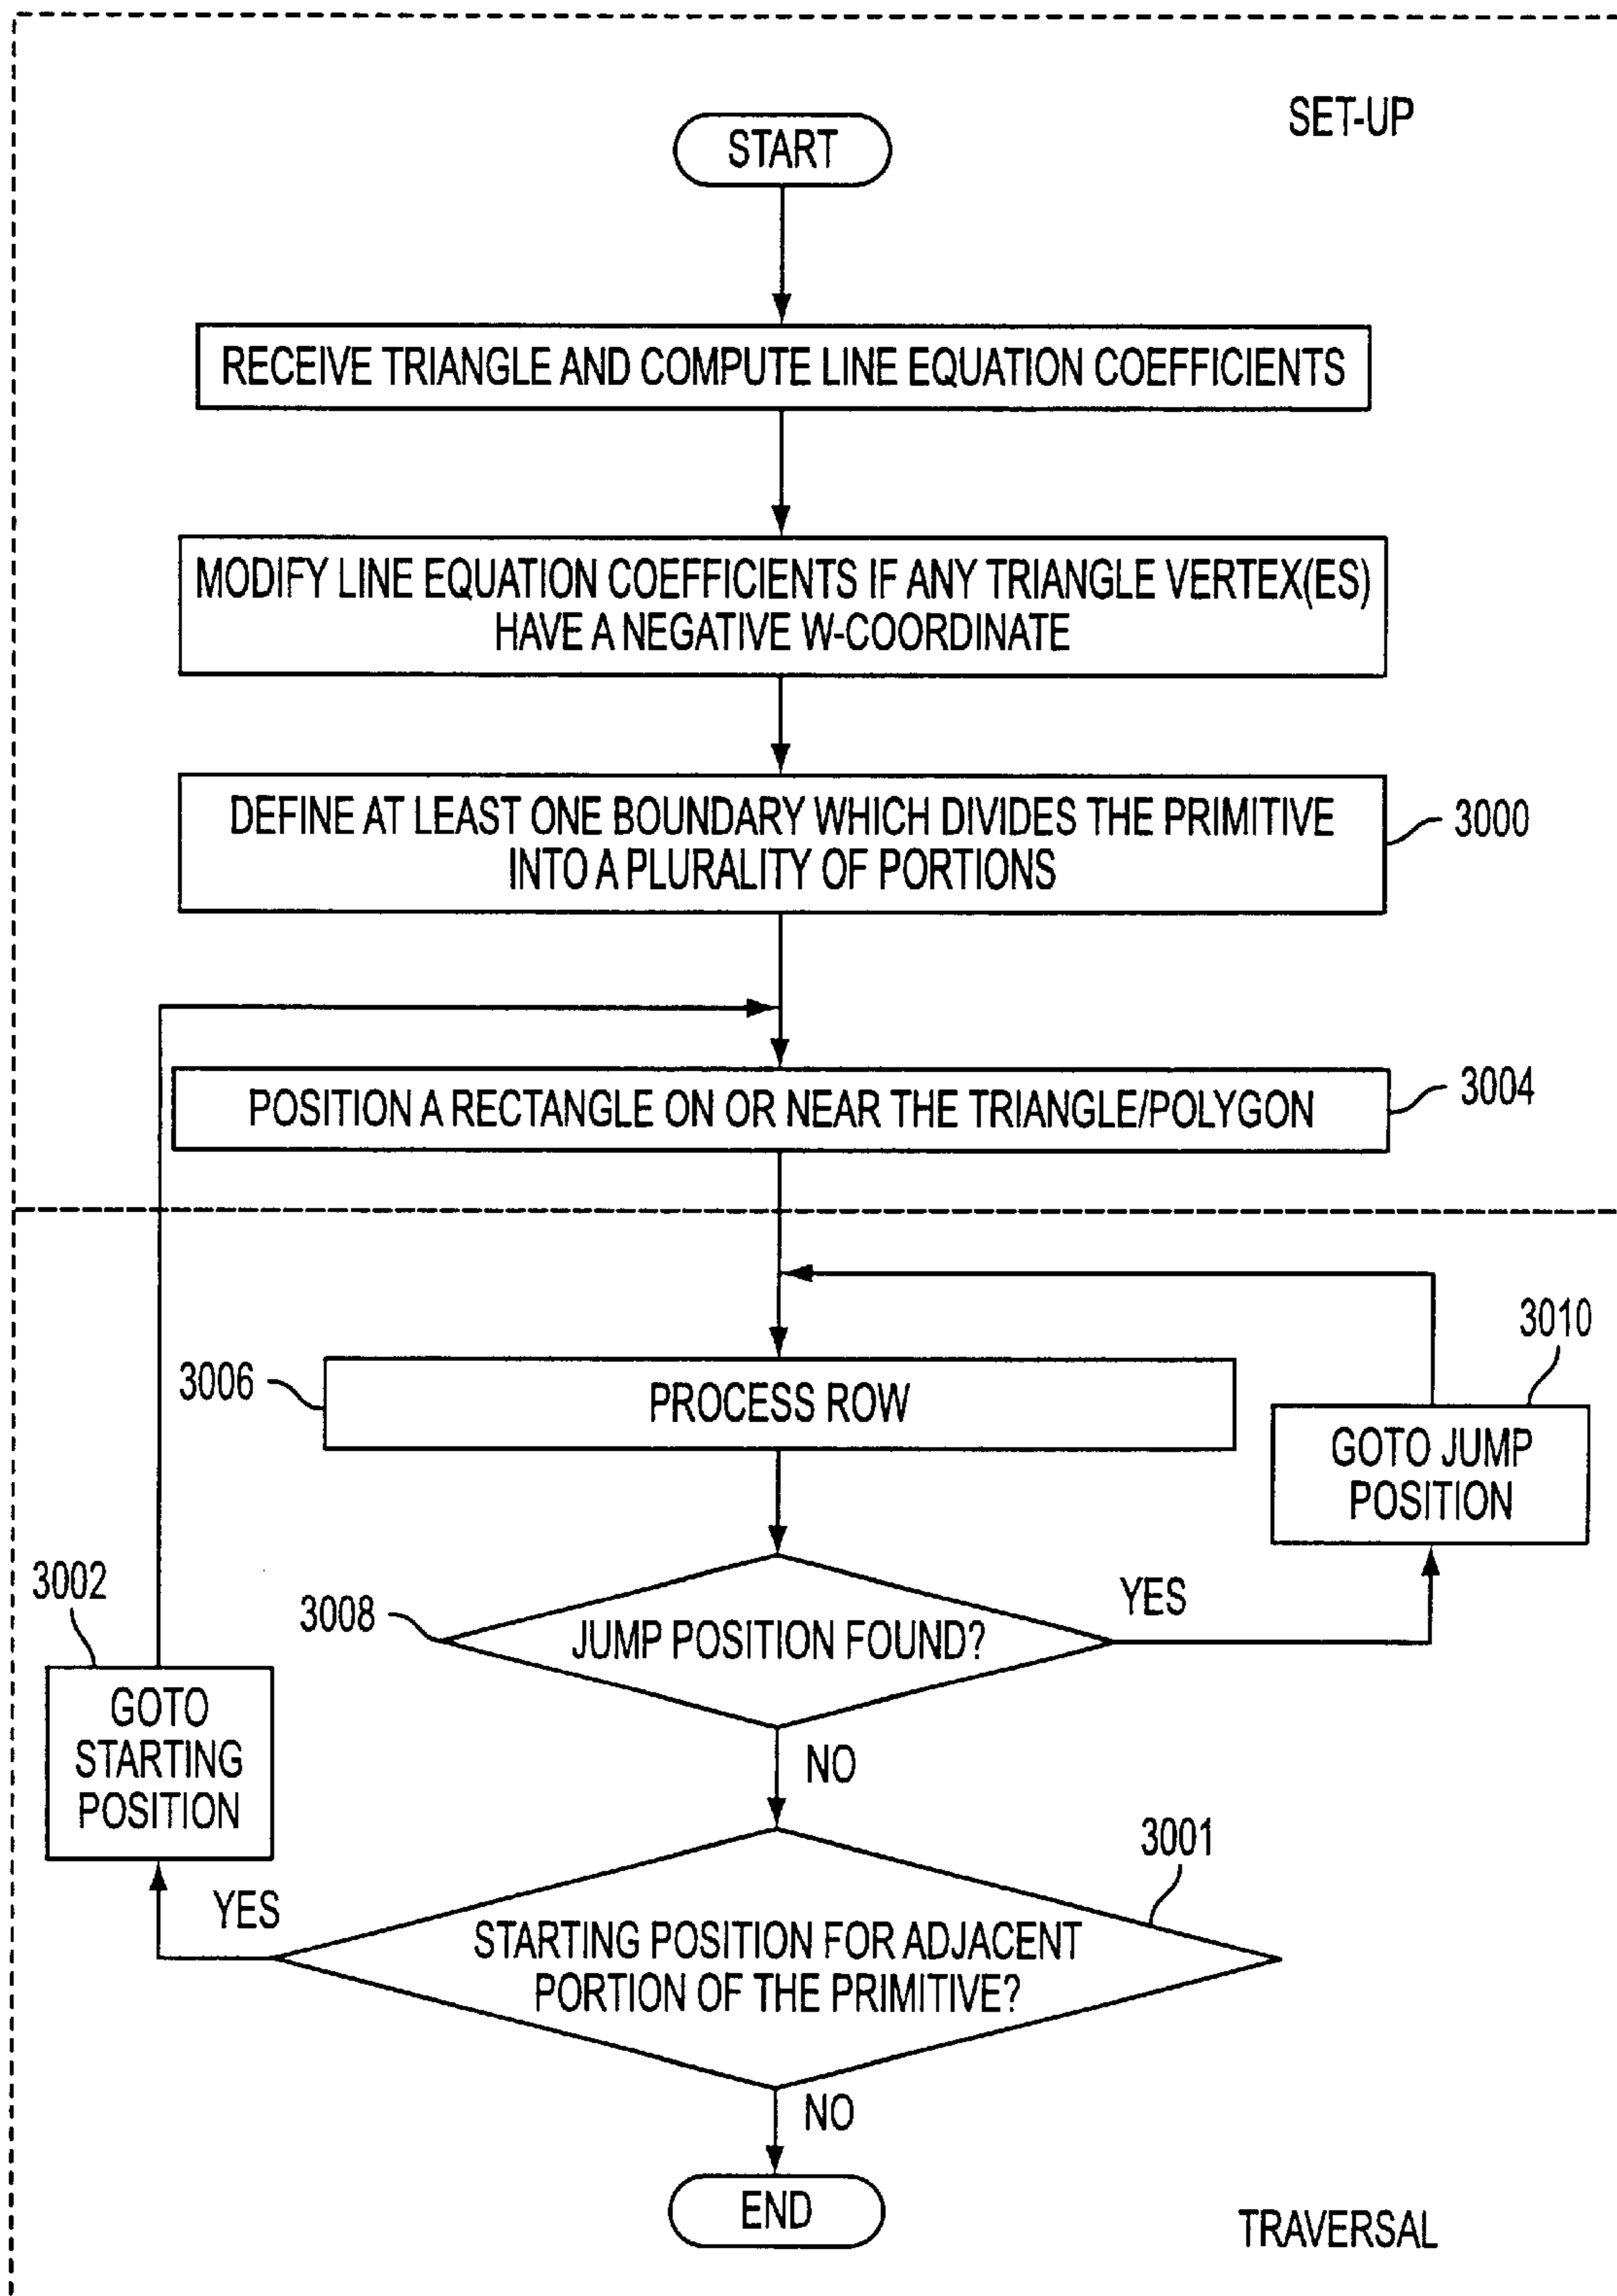 SET-UP
START
RECEIVE TRIANGLE AND COMPUTE LINE EQUATION COEFFICIENTS
MODIFY LINE EQUATION COEFFICIENTS IF ANY TRIANGLE VERTEX(ES)
HAVE A NEGATIVE W-COORDINATE
DEFINE AT LEAST ONE BOUNDARY WHICH DIVIDES THE PRIMITIVE
INTO A PLURALITY OF PORTIONS
3000
POSITION A RECTANGLE ON OR NEAR THE TRIANGLE/POLYGON
3004
3010
3006
PROCESS ROW
GOTO JUMP
POSITION
3002
3008
JUMP POSITION FOUND?
YES
GOTO
STARTING
POSITION
NO
3001
YES
STARTING POSITION FOR ADJACENT
PORTION OF THE PRIMITIVE?
NO
END
TRAVERSAL